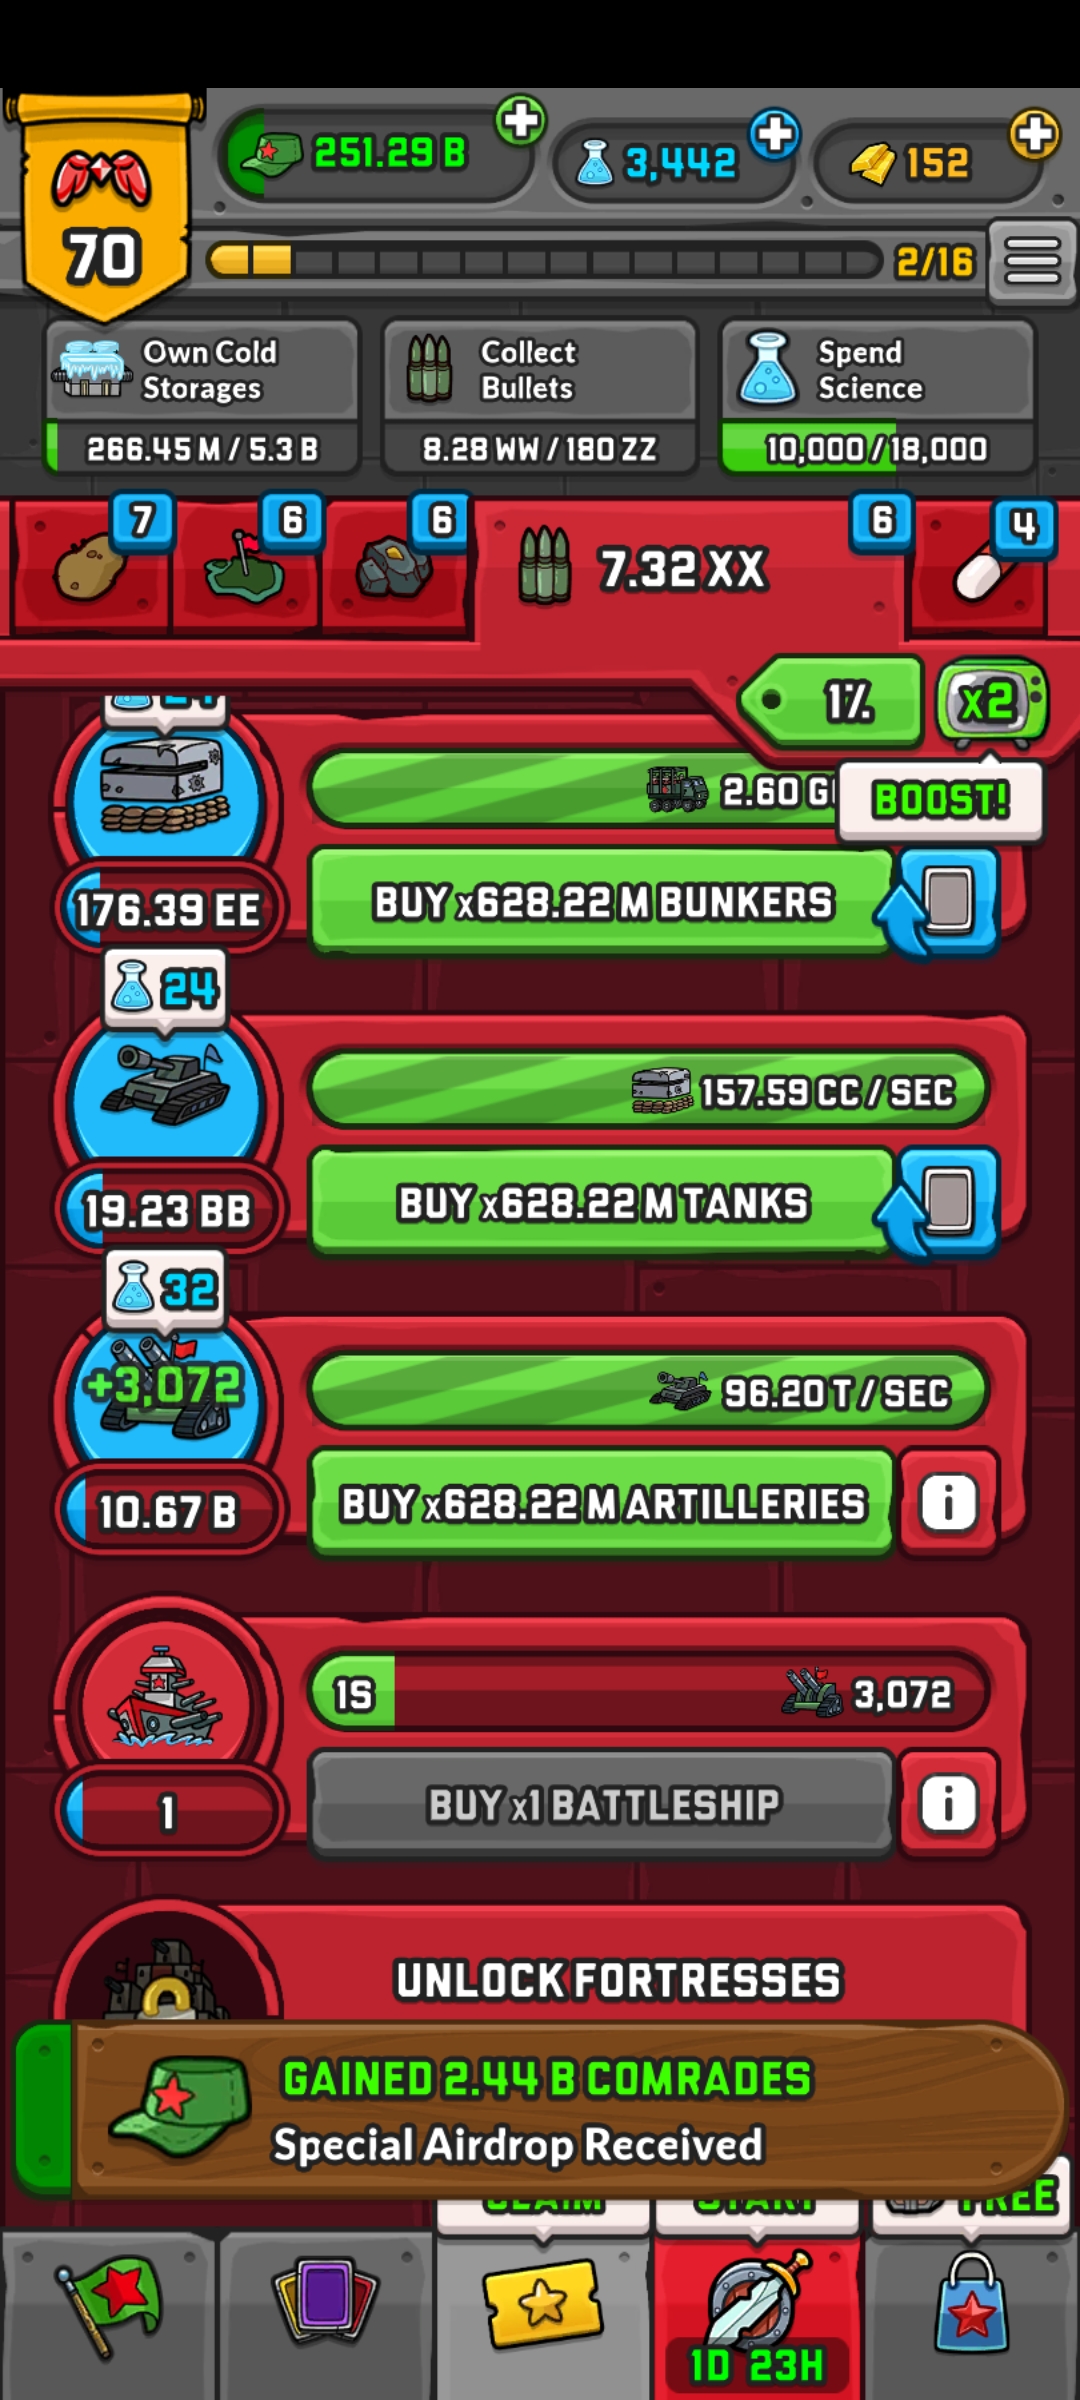 251.29 B
3,442
152
70
2/16
Own Cold
Storages
266.45 M / 5.3 B
Collect
Bullets
8.28 WW / 180 ZZ
Spend
Science
10,000 / 18,000
7
6
6
7.32 XX
6
4
1%
x2
BOOST!
2.60
BUY x628.22 M BUNKERS
176.39 EE
24
157.59 CC / SEC
BUY x628.22 M TANKS
19.23 BB
32
+3,072
96.20 T / SEC
BUY x628.22 M ARTILLERIES
i
10.67 B
1S
3,072
BUY x1 BATTLESHIP
i
1
UNLOCK FORTRESSES
GAINED 2.44 B COMRADES
Special Airdrop Received
CLAIM
START
FREE
1D 23H